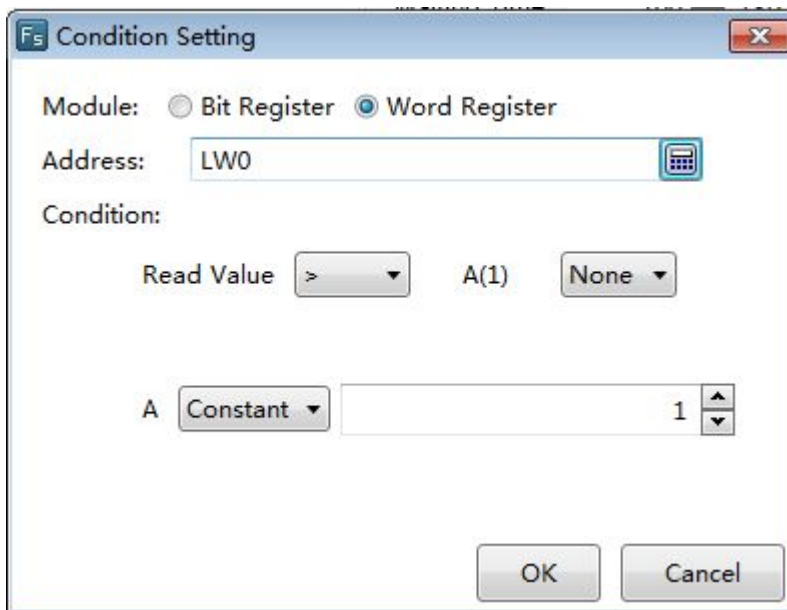 Fs Condition Setting
Module: Bit Register Word Register
Address: LW0
Condition:
Read Value > A(1) None
A Constant 1
OK Cancel